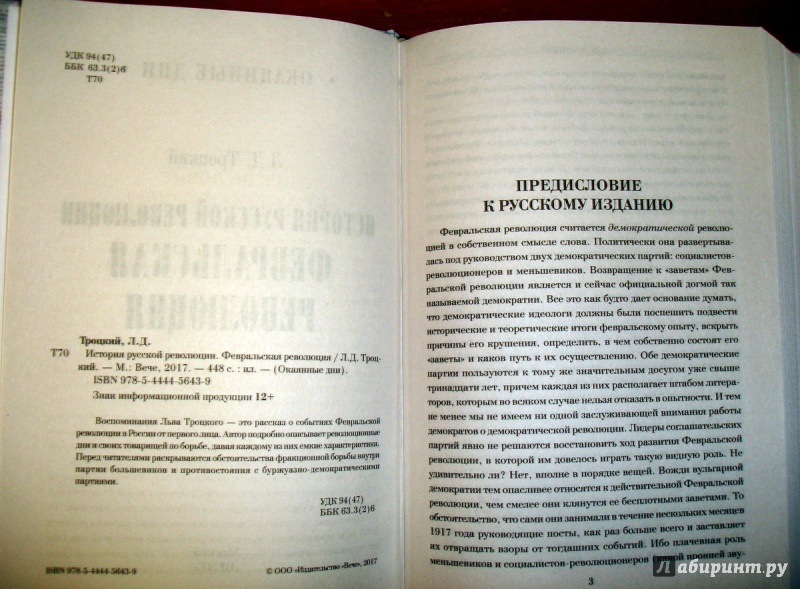 УДК 94(47)
ББК 63.3(2)6
Т70
Троцкий, Л.Д.
Т70 История русской революции. Февральская революция / Л.Д. Троц-
кий. — М.: Вече, 2017. — 448 с. : ил. — (Окаянные дни).
ISBN 978-5-4444-5643-9
Знак информационной продукции 12+
Воспоминания Льва Троцкого – это рассказ о событиях Февральской
революции в России от первого лица. Автор подробно описывает революционные
дни и своих товарищей по борьбе, давая каждому из них емкие характеристики.
Перед читателями раскрываются обстоятельства фракционной борьбы внутри
партии большевиков и противостояния с буржуазно-демократическими
партиями.
УДК 94(47)
ББК 63.3(2)6
ISBN 978-5-4444-5643-9
© ООО «Издательство «Вече», 2017
ПРЕДИСЛОВИЕ
К РУССКОМУ ИЗДАНИЮ
Февральская революция считается демократической револю-
цией в собственном смысле слова. Политически она развертыва-
лась под руководством двух демократических партий: социалистов-
революционеров и меньшевиков. Возвращение к «заветам» Фев-
ральской революции является и сейчас официальной догмой так
называемой демократии. Все это как будто дает основание думать,
что демократические идеологи должны были поспешить подвести
исторические и теоретические итоги февральскому опыту, вскрыть
причины его крушения, определить, в чем собственно состоят его
«заветы» и каков путь к их осуществлению. Обе демократические
партии пользуются к тому же значительным досугом уже свыше
тринадцати лет, причем каждая из них располагает штабом литера-
торов, которым во всяком случае нельзя отказать в опытности. И тем
не менее мы не имеем ни одной заслуживающей внимания работы
демократов о демократической революции. Лидеры соглашательских
партий явно не решаются восстановить ход развития Февральской
революции, в которой им довелось играть такую видную роль. Не
удивительно ли? Нет, вполне в порядке вещей. Вожди вульгарной
демократии тем опасливее относятся к действительной Февральской
революции, чем смелее они клянутся ее бесплотными заветами. То
обстоятельство, что сами они занимали в течение нескольких месяцев
1917 года руководящие посты, как раз больше всего и заставляет
их отвращать взоры от тогдашних событий. Ибо плачевная роль
меньшевиков и социалистов-революционеров иронией зву-
3
Лабиринт.ру